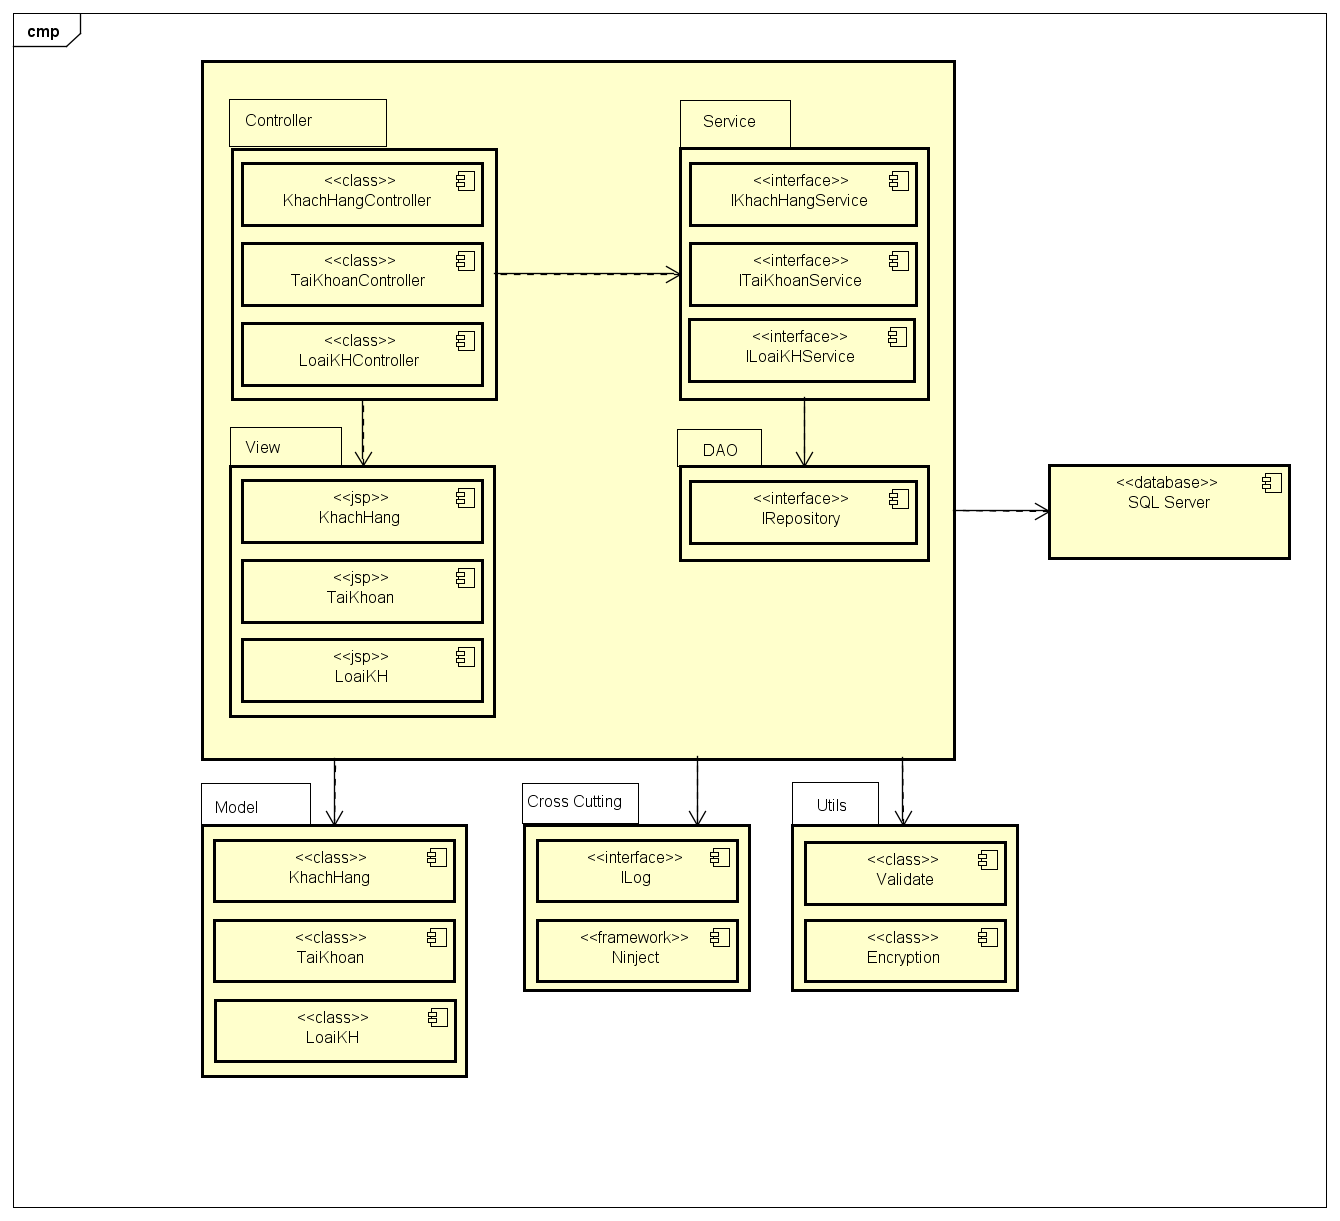 cmp
Controller
<<class>>
KhachHangController
<<class>>
TaiKhoanController
<<class>>
LoaiKHController
Service
<<interface>>
IKhachHangService
<<interface>>
ITaiKhoanService
<<interface>>
ILoaiKHService
View
<<jsp>>
KhachHang
<<jsp>>
TaiKhoan
<<jsp>>
LoaiKH
DAO
<<interface>>
IRepository
<<database>>
SQL Server
Model
<<class>>
KhachHang
<<class>>
TaiKhoan
<<class>>
LoaiKH
Cross Cutting
<<interface>>
ILog
<<framework>>
Ninject
Utils
<<class>>
Validate
<<class>>
Encryption